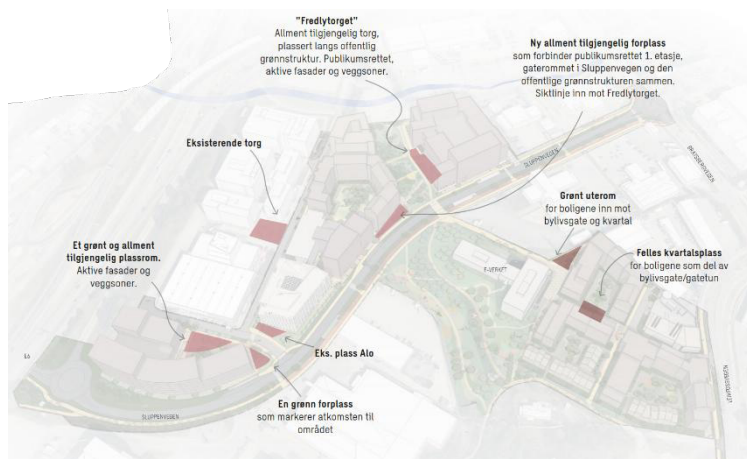 "Fredlytorget"
Allment tilgjengelig torg,
plassert langs offentlig
grønnstruktur. Publikumsrettet,
aktive fasader og veggsoner.
Ny allment tilgjengelig forplass
som forbinder publikumsrettet 1. etasje,
gaterommet i Sluppenvegen og den
offentlige grønnstrukturen sammen.
Siktlinje inn mot Fredlytorget.
Eksisterende torg
SLUPPENVEGEN
BRATSBERGVEGEN
Grønt uterom
for boligene inn mot
bylivsgate og kvartal
Et grønt og allment
tilgjengelig plassrom.
Aktive fasader og
veggsoner.
Felles kvartalsplass
for boligene som del av
bylivsgate/gatetun
Eks. plass Alo
E6
SLUPPENVEGEN
En grønn forplass
som markerer atkomsten til
området